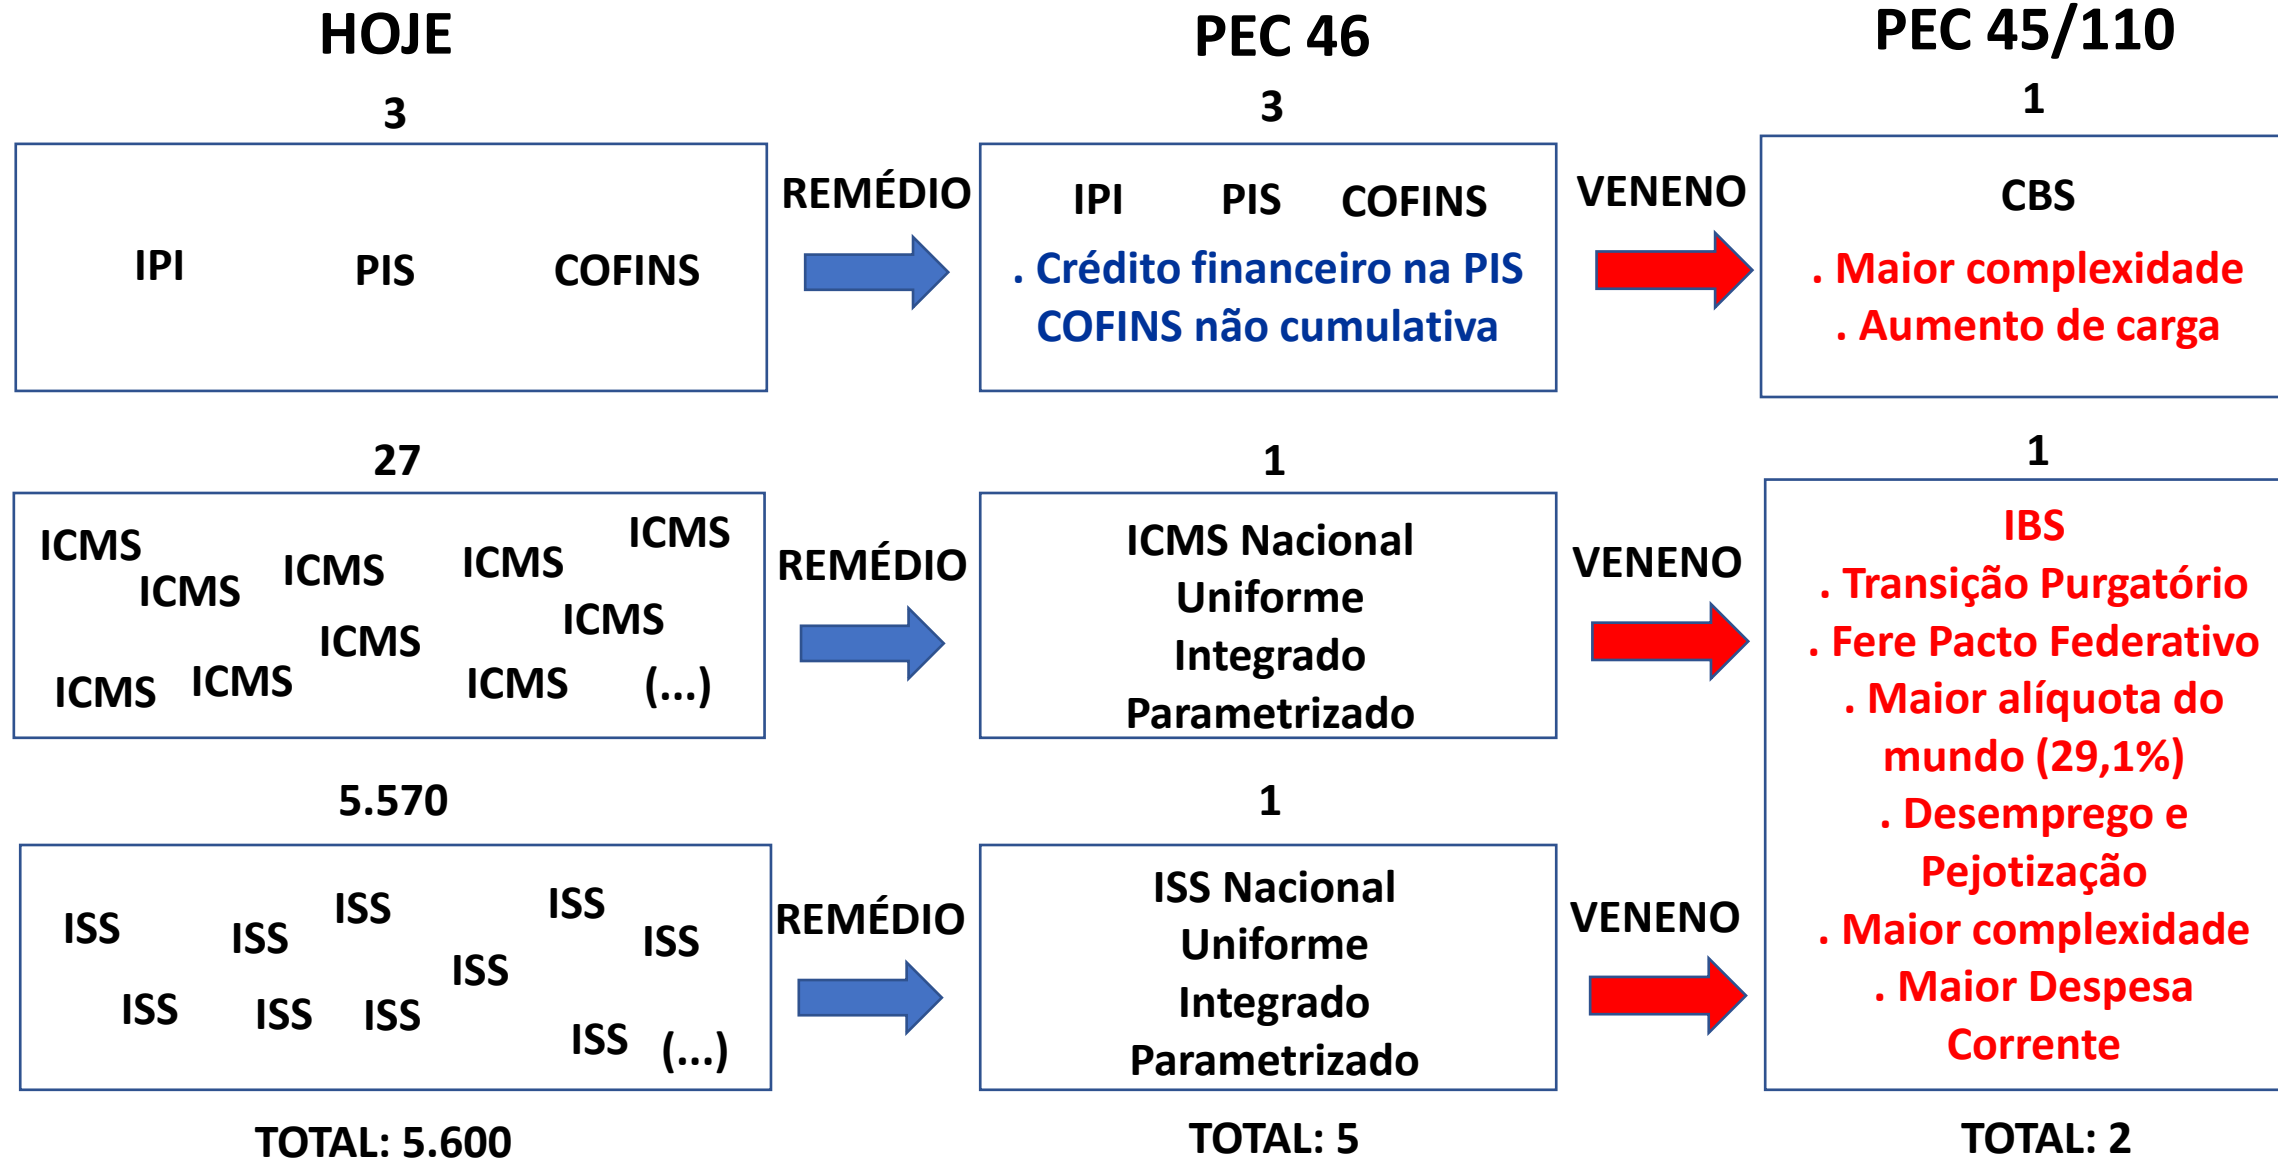 HOJE
PEC 46
PEC 45/110
3
3
1
IPI
PIS
COFINS
REMÉDIO
IPI PIS COFINS
. Crédito financeiro na PIS
COFINS não cumulativa
VENENO
CBS
. Maior complexidade
. Aumento de carga
27
1
1
ICMS
ICMS
ICMS
ICMS
ICMS
ICMS
ICMS
ICMS
ICMS
ICMS
(...)
REMÉDIO
ICMS Nacional
Uniforme
Integrado
Parametrizado
VENENO
IBS
. Transição Purgatório
. Fere Pacto Federativo
. Maior alíquota do
mundo (29,1%)
. Desemprego e
Pejotização
. Maior complexidade
. Maior Despesa
Corrente
5.570
1
ISS
ISS
ISS
ISS
ISS
ISS
ISS
ISS
ISS
ISS
(...)
REMÉDIO
ISS Nacional
Uniforme
Integrado
Parametrizado
VENENO
TOTAL: 5.600
TOTAL: 5
TOTAL: 2